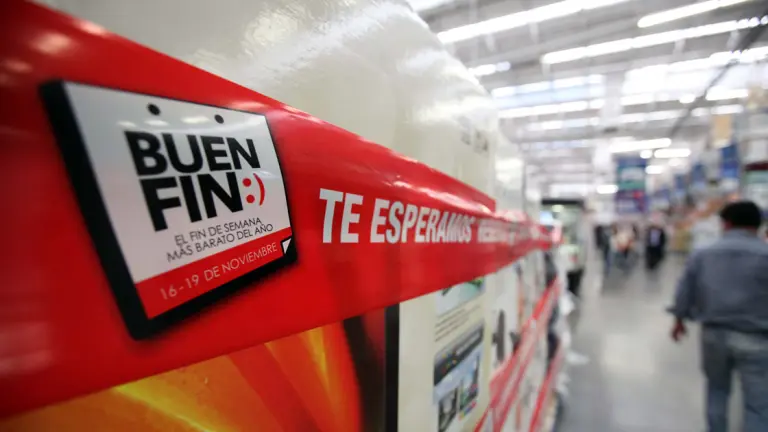 BUEN
FIN:)
EL FIN DE SEMANA
MÁS BARATO DEL AÑO
16-19 DE NOVIEMBRE
TE ESPERAMOS